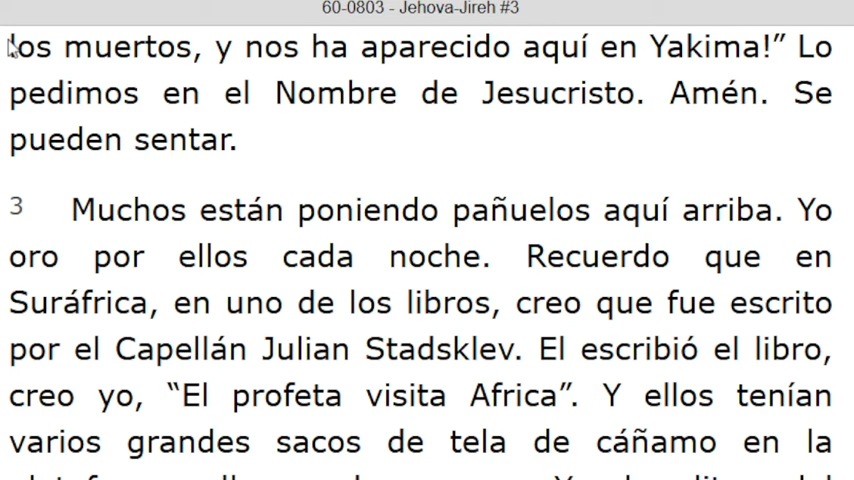 60-0803 - Jehova-Jireh #3
los muertos, y nos ha aparecido aquí en Yakima!” Lo
pedimos en el Nombre de Jesucristo. Amén. Se
pueden sentar.
3 Muchos están poniendo pañuelos aquí arriba. Yo
oro por ellos cada noche. Recuerdo que en
Suráfrica, en uno de los libros, creo que fue escrito
por el Capellán Julian Stadsklev. El escribió el libro,
creo yo, “El profeta visita Africa”. Y ellos tenían
varios grandes sacos de tela de cáñamo en la